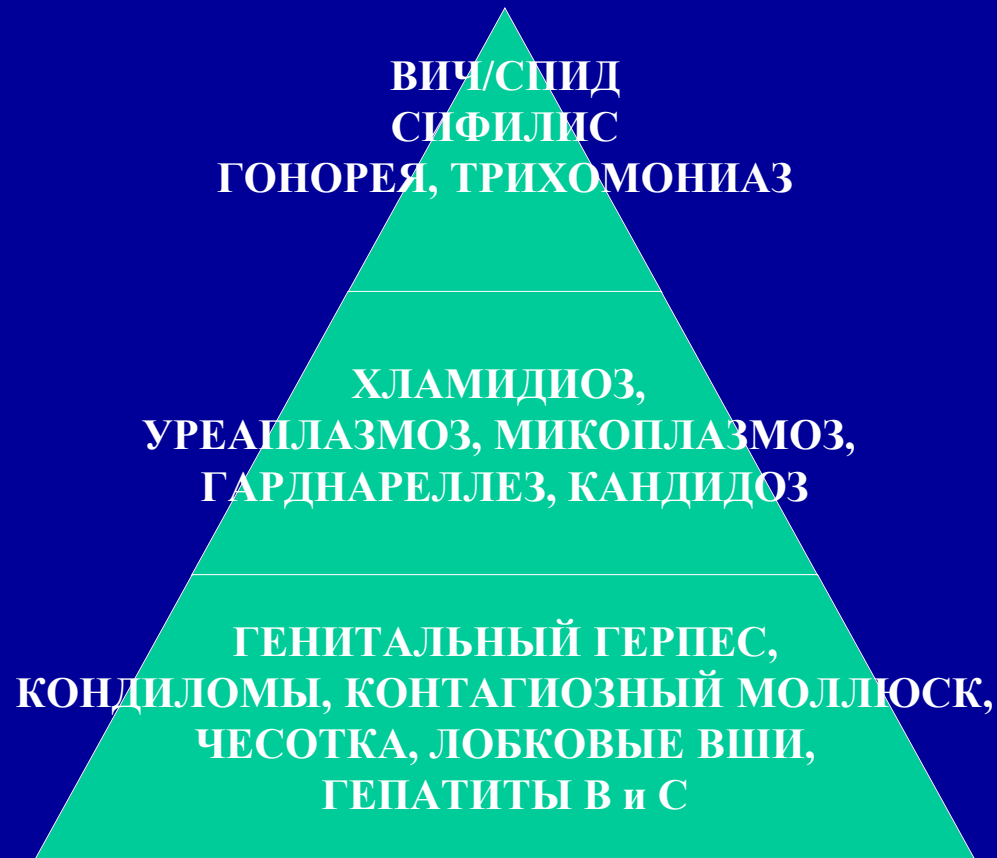 ВИЧ/СПИД
СИФИЛИС
ГОНОРЕЯ, ТРИХОМОНИАЗ
ХЛАМИДИОЗ,
УРЕАПЛАЗМОЗ, МИКОПЛАЗМОЗ,
ГАРДНАРЕЛЛЕЗ, КАНДИДОЗ
ГЕНИТАЛЬНЫЙ ГЕРПЕС,
КОНДИЛОМЫ, КОНТАГИОЗНЫЙ МОЛЛЮСК,
ЧЕСОТКА, ЛОБКОВЫЕ ВШИ,
ГЕПАТИТЫ В и С